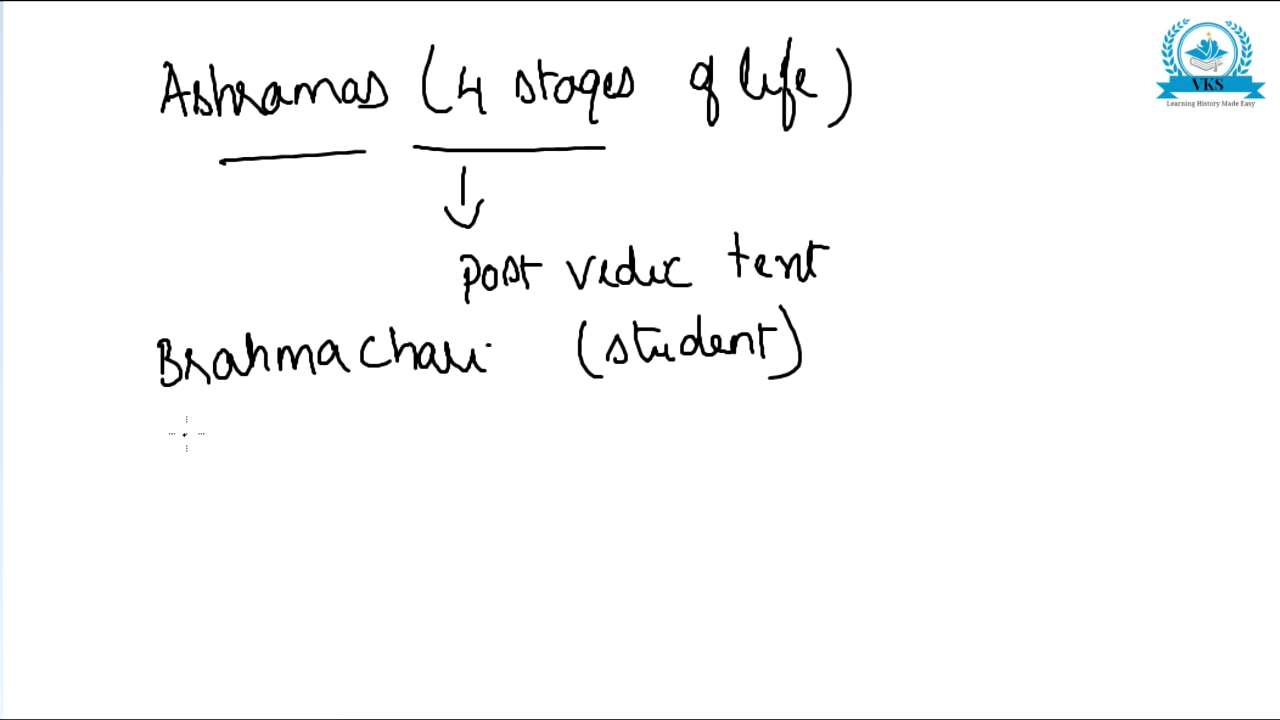 Ashramas (4 stages of life)
VKS
Learning History Made Easy
post vedic text
Brahmachari (student)